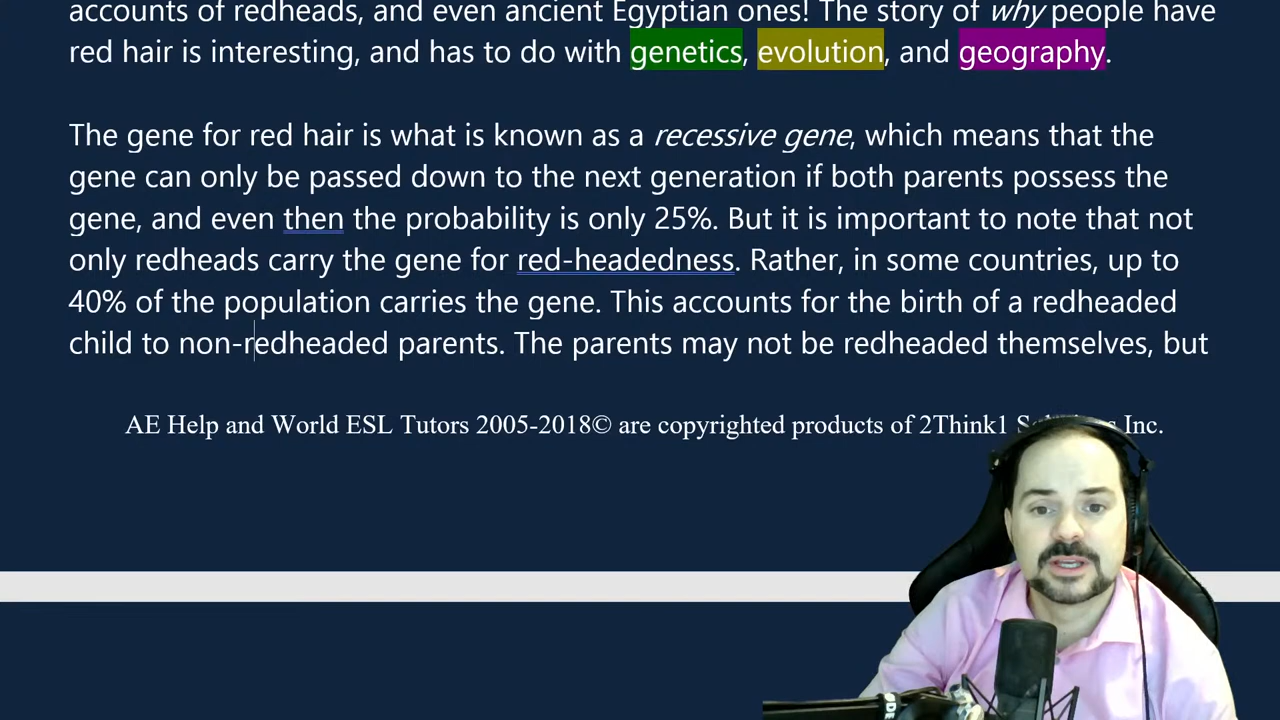 accounts of redheads, and even ancient Egyptian ones! The story of why people have
red hair is interesting, and has to do with genetics, evolution, and geography.
The gene for red hair is what is known as a recessive gene, which means that the
gene can only be passed down to the next generation if both parents possess the
gene, and even then the probability is only 25%. But it is important to note that not
only redheads carry the gene for red-headedness. Rather, in some countries, up to
40% of the population carries the gene. This accounts for the birth of a redheaded
child to non-redheaded parents. The parents may not be redheaded themselves, but
AE Help and World ESL Tutors 2005-2018© are copyrighted products of 2Think1 Inc.